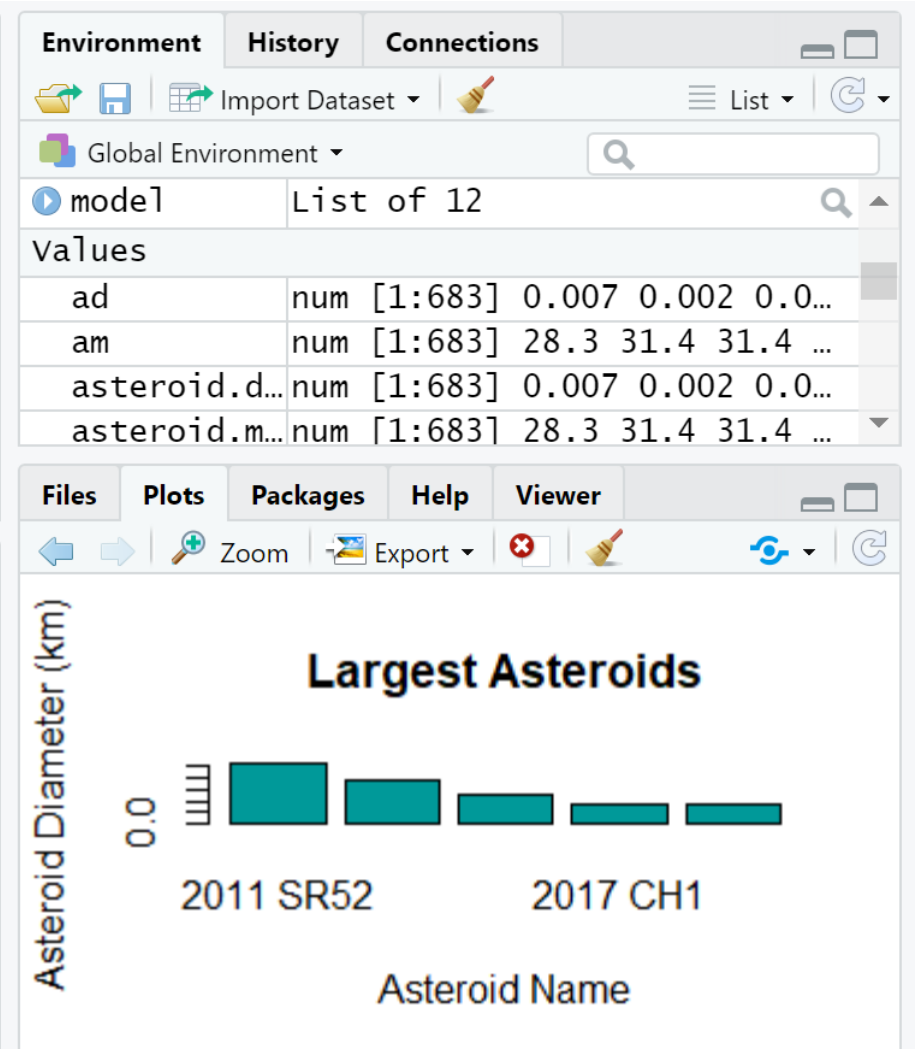 Environment History Connections
Import Dataset List
Global Environment
model List of 12
Values
ad num [1:683] 0.007 0.002 0.0…
am num [1:683] 28.3 31.4 31.4 …
asteroid.d… num [1:683] 0.007 0.002 0.0…
asteroid.m… num [1:683] 28.3 31.4 31.4 …
Files Plots Packages Help Viewer
Zoom Export
Largest Asteroids
Asteroid Diameter (km)
0.0
2011 SR52 2017 CH1
Asteroid Name